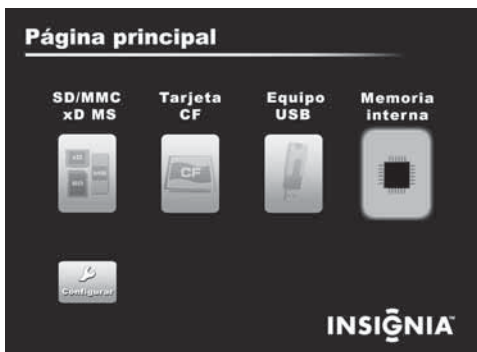 Página principal
SD/MMC
xD MS
Tarjeta
CF
Equipo
USB
Memoria
interna
CF
Configurar
INSIGNIA